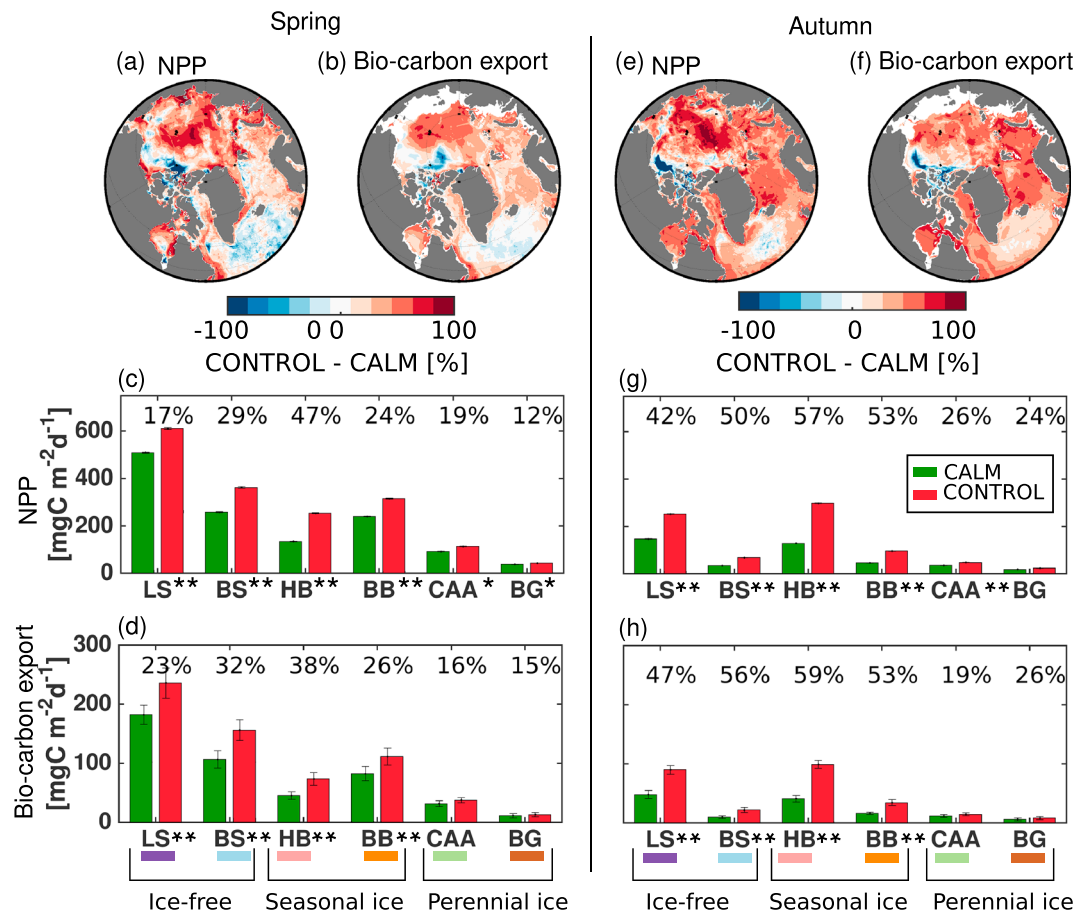 Spring
Autumn
(a) NPP
(b) Bio-carbon export
(e) NPP
(f) Bio-carbon export
-100 0 0 100
CONTROL - CALM [%]
-100 0 100
CONTROL - CALM [%]
(c)
17% 29% 47% 24% 19% 12%
NPP
[mgC m-2d-1]
600
400
200
0
LS** BS** HB** BB** CAA* BG*
(g)
42% 50% 57% 53% 26% 24%
CALM
CONTROL
LS** BS** HB** BB** CAA** BG
(d)
23% 32% 38% 26% 16% 15%
Bio-carbon export
[mgC m-2d-1]
300
200
100
0
LS** BS** HB** BB** CAA BG
Ice-free Seasonal ice Perennial ice
(h)
47% 56% 59% 53% 19% 26%
LS** BS** HB** BB** CAA BG
Ice-free Seasonal ice Perennial ice